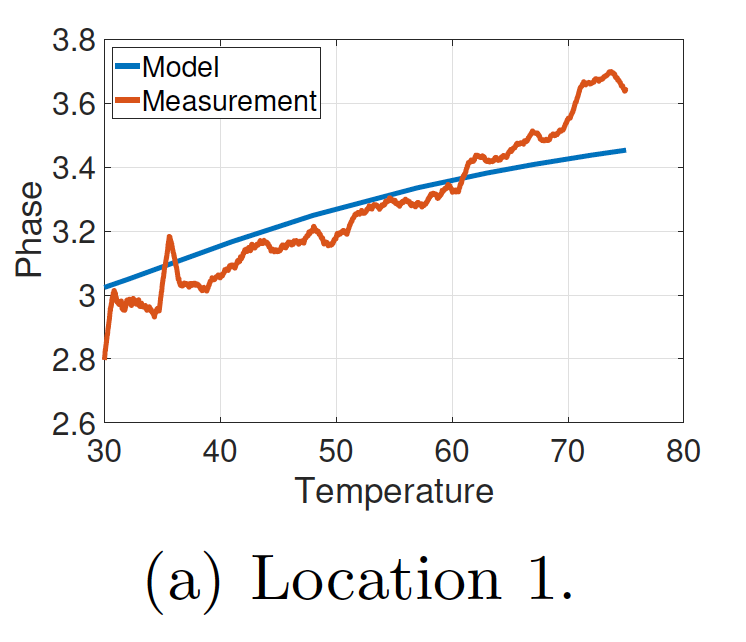 3.8
3.6
3.4
3.2
3
2.8
2.6
Phase
Model
Measurement
30 40 50 60 70 80
Temperature
(a) Location 1.